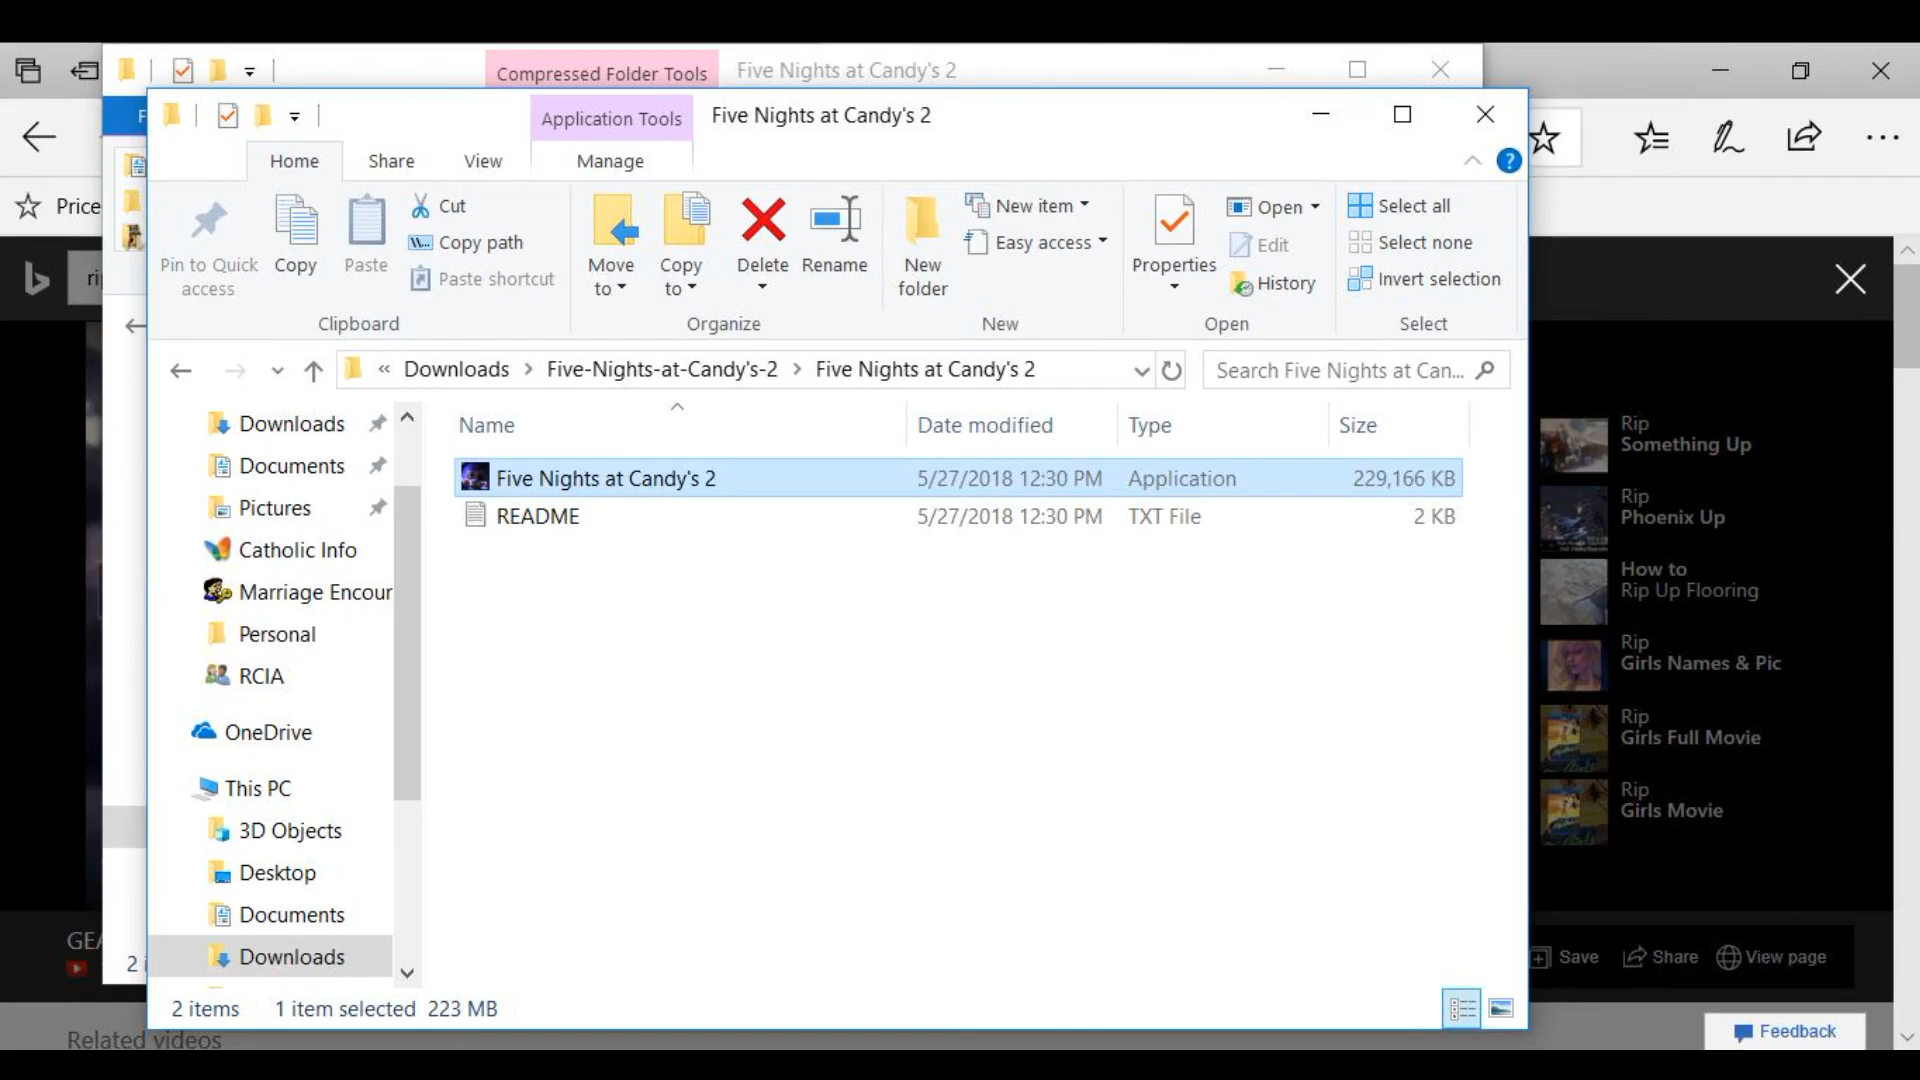 Compressed Folder Tools
Five Nights at Candy's 2
Application Tools
Five Nights at Candy's 2
F
Home
Share
View
Manage
?
Price
Pin to Quick access
Copy
Paste
Cut
Copy path
Paste shortcut
Move to
Copy to
Delete
Rename
New folder
New item
Easy access
Properties
Open
Edit
History
Select all
Select none
Invert selection
Clipboard
Organize
New
Open
Select
ri
« Downloads > Five-Nights-at-Candy's-2 > Five Nights at Candy's 2
Search Five Nights at Can...
Name
Date modified
Type
Size
Five Nights at Candy's 2
5/27/2018 12:30 PM
Application
229,166 KB
README
5/27/2018 12:30 PM
TXT File
2 KB
Downloads
Documents
Pictures
Catholic Info
Marriage Encour
Personal
RCIA
OneDrive
This PC
3D Objects
Desktop
Documents
Downloads
2 items
1 item selected
223 MB
Rip
Something Up
Rip
Phoenix Up
How to
Rip Up Flooring
Rip
Girls Names & Pic
Rip
Girls Full Movie
Rip
Girls Movie
GEA
2 i
Save
Share
View page
Related videos
Feedback